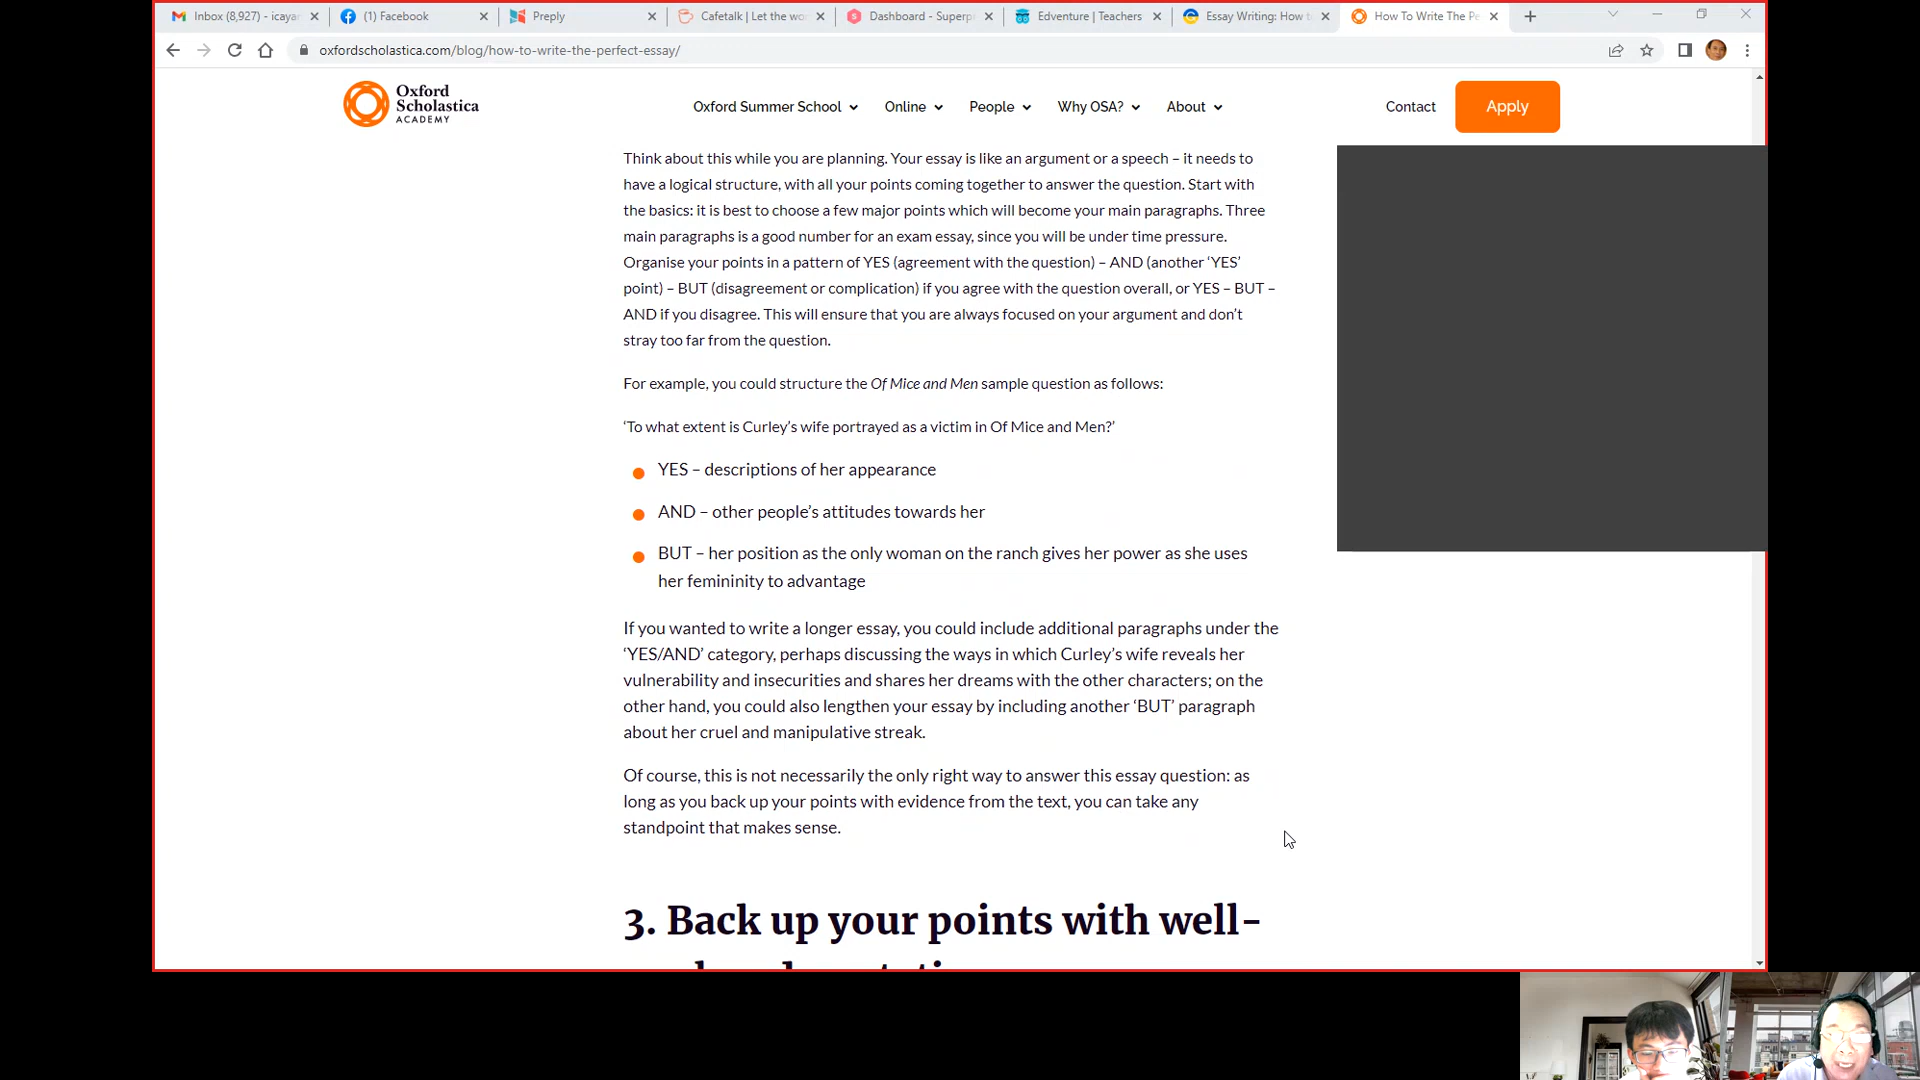 Inbox (8,927) - icayan
(1) Facebook
Preply
Cafetalk | Let the wo
Dashboard - Superp
Edventure | Teachers
Essay Writing: How t
How To Write The Pe
oxfordscholastica.com/blog/how-to-write-the-perfect-essay/
Oxford
Scholastica
ACADEMY
Oxford Summer School
Online
People
Why OSA?
About
Contact
Apply
Think about this while you are planning. Your essay is like an argument or a speech – it needs to
have a logical structure, with all your points coming together to answer the question. Start with
the basics: it is best to choose a few major points which will become your main paragraphs. Three
main paragraphs is a good number for an exam essay, since you will be under time pressure.
Organise your points in a pattern of YES (agreement with the question) – AND (another ‘YES’
point) – BUT (disagreement or complication) if you agree with the question overall, or YES – BUT –
AND if you disagree. This will ensure that you are always focused on your argument and don’t
stray too far from the question.
For example, you could structure the Of Mice and Men sample question as follows:
‘To what extent is Curley’s wife portrayed as a victim in Of Mice and Men?’
YES – descriptions of her appearance
AND – other people’s attitudes towards her
BUT – her position as the only woman on the ranch gives her power as she uses
her femininity to advantage
If you wanted to write a longer essay, you could include additional paragraphs under the
‘YES/AND’ category, perhaps discussing the ways in which Curley’s wife reveals her
vulnerability and insecurities and shares her dreams with the other characters; on the
other hand, you could also lengthen your essay by including another ‘BUT’ paragraph
about her cruel and manipulative streak.
Of course, this is not necessarily the only right way to answer this essay question: as
long as you back up your points with evidence from the text, you can take any
standpoint that makes sense.
3. Back up your points with well-